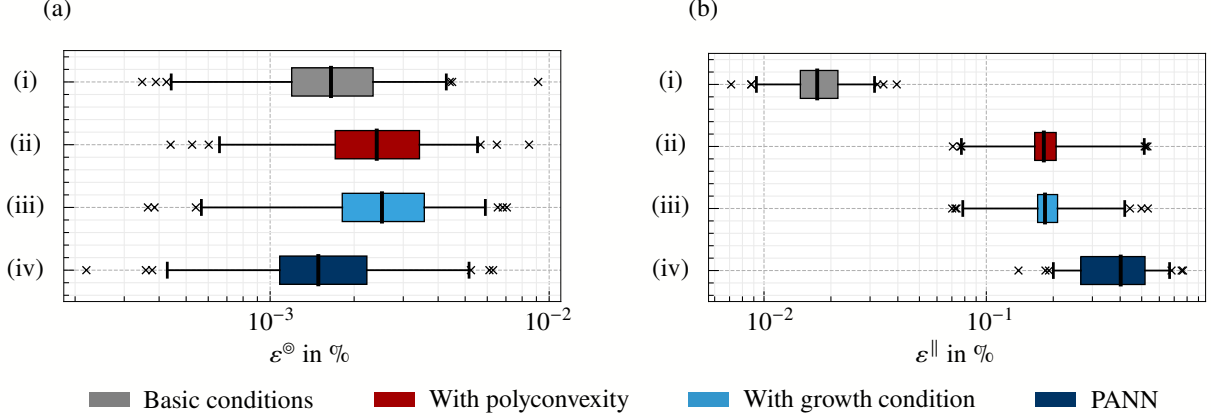 (a)
(b)
(i)
(ii)
(iii)
(iv)
10⁻³
10⁻²
ε^⊚ in %
(i)
(ii)
(iii)
(iv)
10⁻²
10⁻¹
ε^∥ in %
Basic conditions
With polyconvexity
With growth condition
PANN